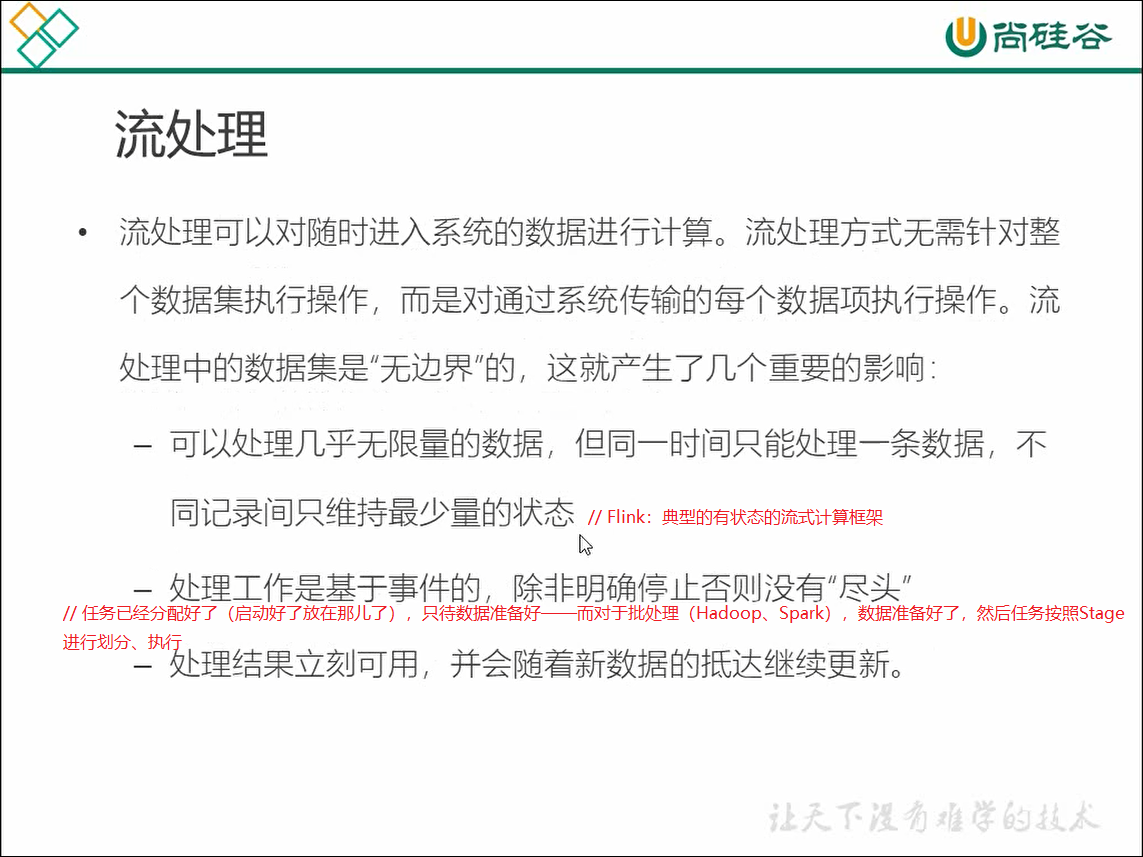 尚硅谷
流处理
• 流处理可以对随时进入系统的数据进行计算。流处理方式无需针对整
个数据集执行操作，而是对通过系统传输的每个数据项执行操作。流
处理中的数据集是“无边界”的，这就产生了几个重要的影响：
– 可以处理几乎无限量的数据，但同一时间只能处理一条数据，不
同记录间只维持最少量的状态 // Flink：典型的有状态的流式计算框架
– 处理工作是基于事件的，除非明确停止否则没有“尽头”
// 任务已经分配好了（启动好了放在那儿了），只待数据准备好——而对于批处理（Hadoop、Spark），数据准备好了，然后任务按照Stage
进行划分、执行
– 处理结果立刻可用，并会随着新数据的抵达继续更新。
让天下没有难学的技术